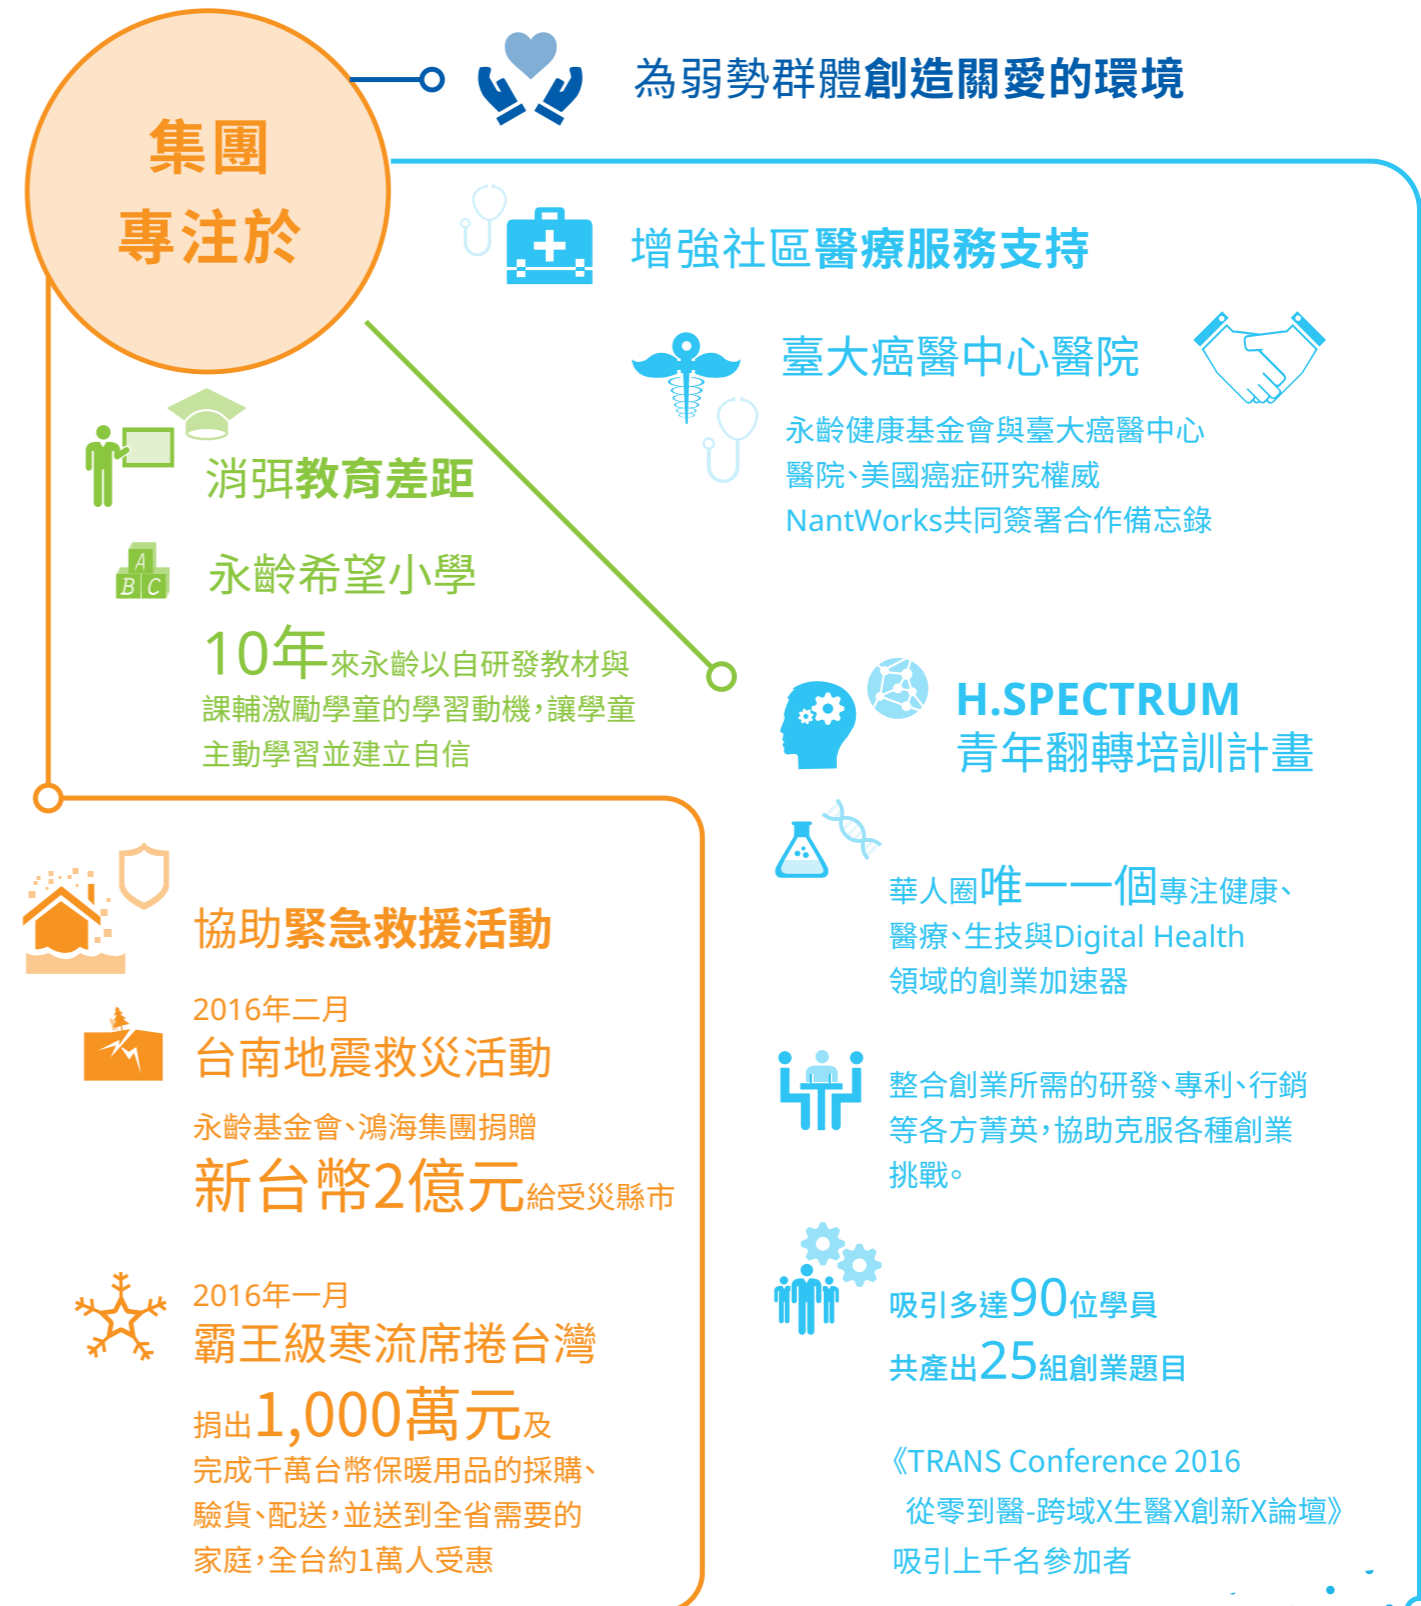 集團
專注於
為弱勢群體創造關愛的環境
增強社區醫療服務支持
臺大癌醫中心醫院
永齡健康基金會與臺大癌醫中心
醫院、美國癌症研究權威
NantWorks共同簽署合作備忘錄
消弭教育差距
A
B C
永齡希望小學
10年來永齡以自研發教材與
課輔激勵學童的學習動機，讓學童
主動學習並建立自信
H.SPECTRUM
青年翻轉培訓計畫
華人圈唯一一個專注健康、
醫療、生技與Digital Health
領域的創業加速器
整合創業所需的研發、專利、行銷
等各方菁英，協助克服各種創業
挑戰。
吸引多達90位學員
共產出25組創業題目
《TRANS Conference 2016
從零到醫-跨域X生醫X創新X論壇》
吸引上千名參加者
協助緊急救援活動
2016年二月
台南地震救災活動
永齡基金會、鴻海集團捐贈
新台幣2億元給受災縣市
2016年一月
霸王級寒流席捲台灣
捐出1,000萬元及
完成千萬台幣保暖用品的採購、
驗貨、配送，並送到全省需要的
家庭，全台約1萬人受惠